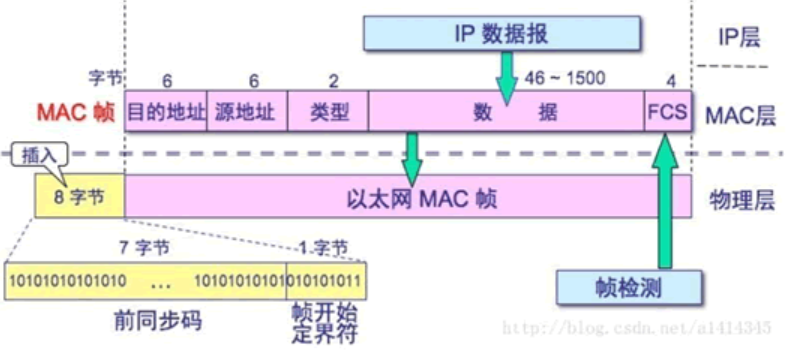 IP 数据报
IP层
字节 6 6 2 46 ~ 1500 4
MAC 帧 目的地址 源地址 类型 数 据 FCS MAC层
插入
8 字节 以太网 MAC 帧 物理层
7 字节 1 字节
10101010101010 ... 10101010101010101011
前同步码 帧开始
定界符
帧检测
http://blog.csdn.net/a1414345